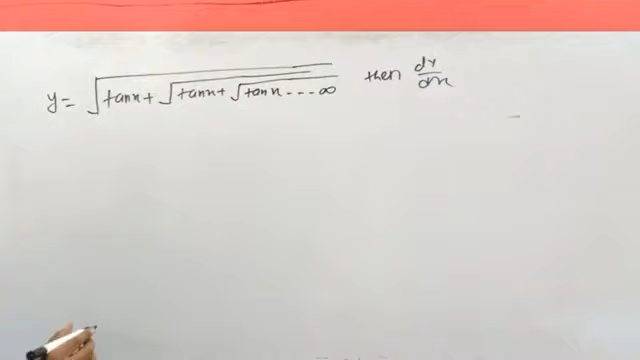 y = √tanx + √tanx + √tanx - - - ∞ then dy/dx